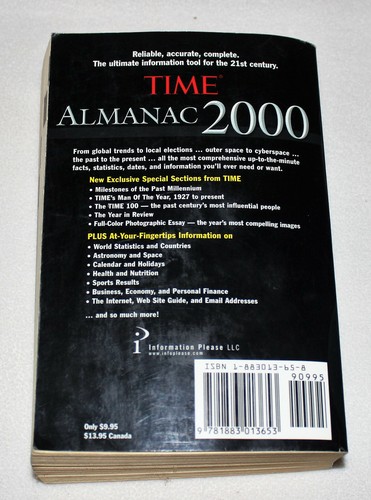 Reliable, accurate, complete.
The ultimate information tool for the 21st century.
TIME®
ALMANAC 2000
From global trends to local elections ... outer space to cyberspace ...
the past to the present ... all the most comprehensive up-to-the-minute
facts, statistics, dates, and information you'll ever need or want.
New Exclusive Special Sections from TIME
• Milestones of the Past Millennium
• TIME's Man Of The Year, 1927 to present
• The TIME 100 — the past century's most influential people
• The Year in Review
• Full-Color Photographic Essay — the year's most compelling images
PLUS At-Your-Fingertips Information on
• World Statistics and Countries
• Astronomy and Space
• Calendar and Holidays
• Health and Nutrition
• Sports Results
• Business, Economy, and Personal Finance
• The Internet, Web Site Guide, and Email Addresses
... and so much more!
iP
Information Please LLC
www.infoplease.com
ISBN 1-883013-65-8
90995
9 781883 013653
Only $9.95
$13.95 Canada